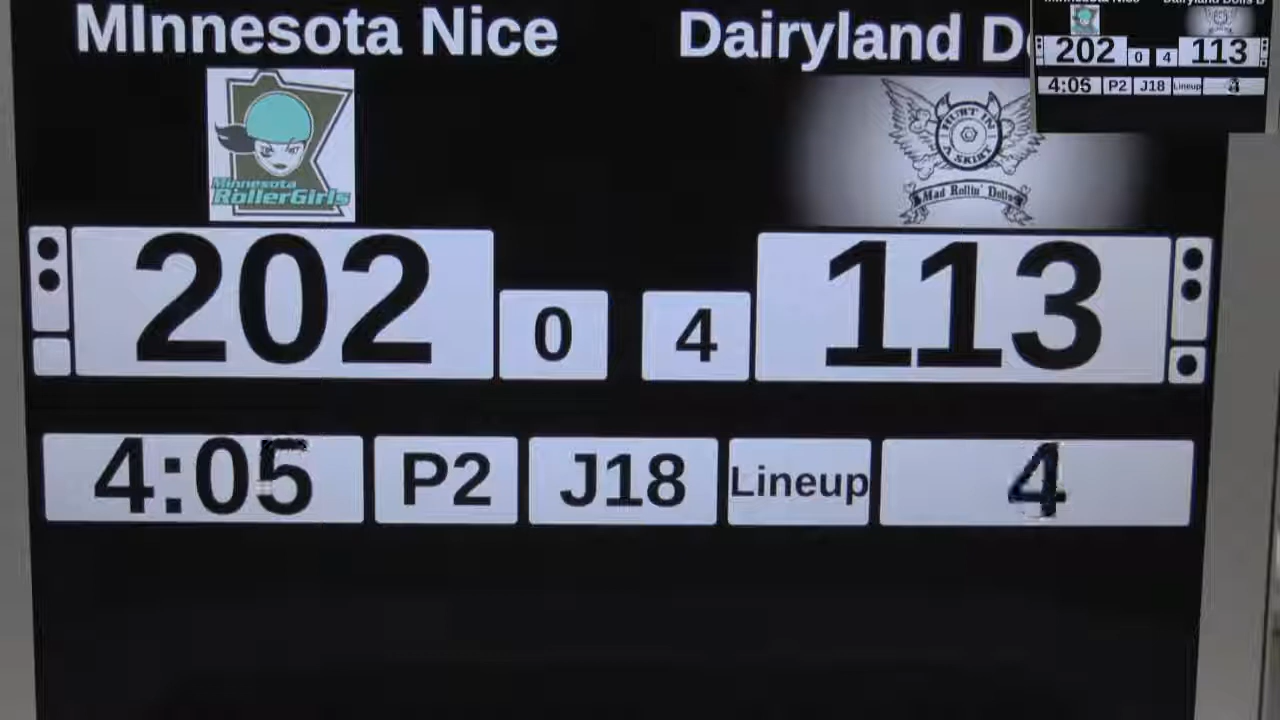 MInnesota Nice
Dairyland D
Minnesota
RollerGirls
HURT IN
A SKIRT
Mad Rollin' Dolls
202
0
4
113
4:05
P2
J18
Lineup
4
202
0
4
113
4:05
P2
J18
Lineup